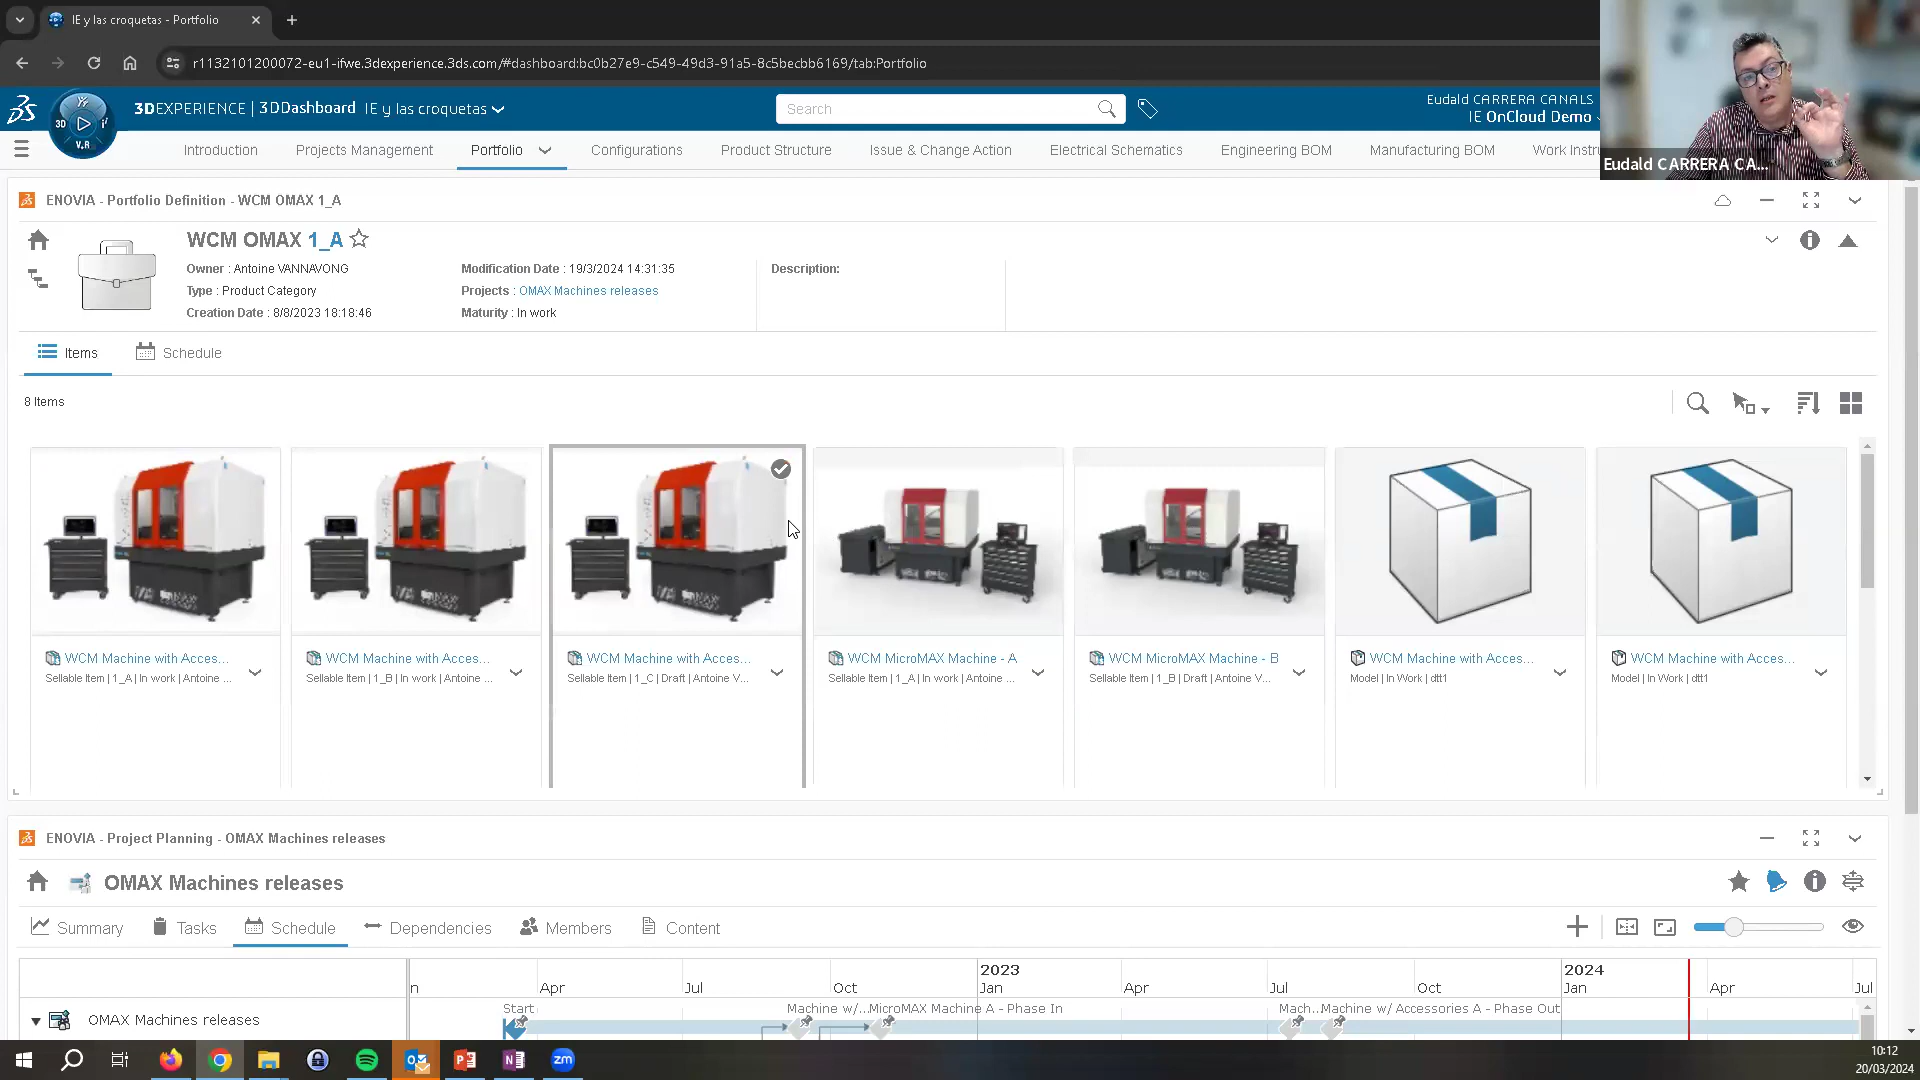 IE y las croquetas - Portfolio
r1132101200072-eu1-ifwe.3dexperience.3ds.com/#dashboard:bc0b27e9-c549-49d3-91a5-8c5becbb6169/tab:Portfolio
3DEXPERIENCE | 3DDashboard IE y las croquetas
Search
Eudald CARRERA CANALS
IE OnCloud Demo
3D
V.R
Introduction Projects Management Portfolio Configurations Product Structure Issue & Change Action Electrical Schematics Engineering BOM Manufacturing BOM Work Instru
Eudald CARRERA CA...
ENOVIA - Portfolio Definition - WCM OMAX 1_A
WCM OMAX 1_A
Owner : Antoine VANNAVONG
Type : Product Category
Creation Date : 8/8/2023 18:18:46
Modification Date : 19/3/2024 14:31:35
Projects : OMAX Machines releases
Maturity : In work
Description:
Items Schedule
8 Items
WCM Machine with Acces...
Sellable Item | 1_A | In work | Antoine ...
WCM Machine with Acces...
Sellable Item | 1_B | In work | Antoine ...
WCM Machine with Acces...
Sellable Item | 1_C | Draft | Antoine V...
WCM MicroMAX Machine - A
Sellable Item | 1_A | In work | Antoine ...
WCM MicroMAX Machine - B
Sellable Item | 1_B | Draft | Antoine V...
WCM Machine with Acces...
Model | In Work | dtt1
WCM Machine with Acces...
Model | In Work | dtt1
ENOVIA - Project Planning - OMAX Machines releases
OMAX Machines releases
Summary Tasks Schedule Dependencies Members Content
2023 2024
n Apr Jul Oct Jan Apr Jul Oct Jan Apr Jul
Start Machine w/...MicroMAX Machine A - Phase In Mach...Machine w/ Accessories A - Phase Out
OMAX Machines releases
zm
10:12
20/03/2024